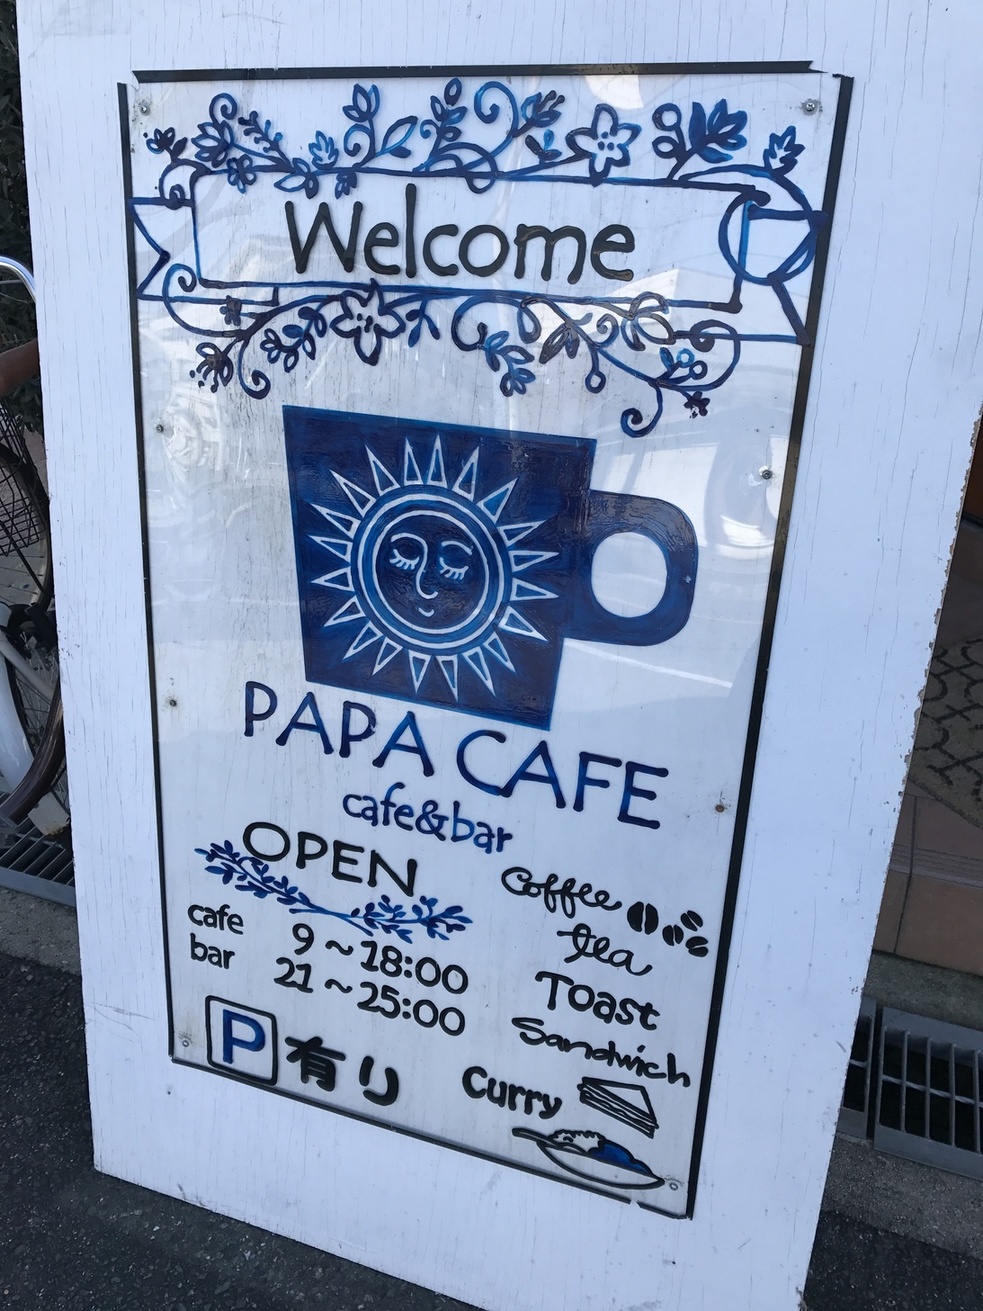 Welcome
PAPA CAFE
cafe&bar
OPEN
cafe 9~18:00
bar 21~25:00
P有り
Coffee
tea
Toast
Sandwich
Curry